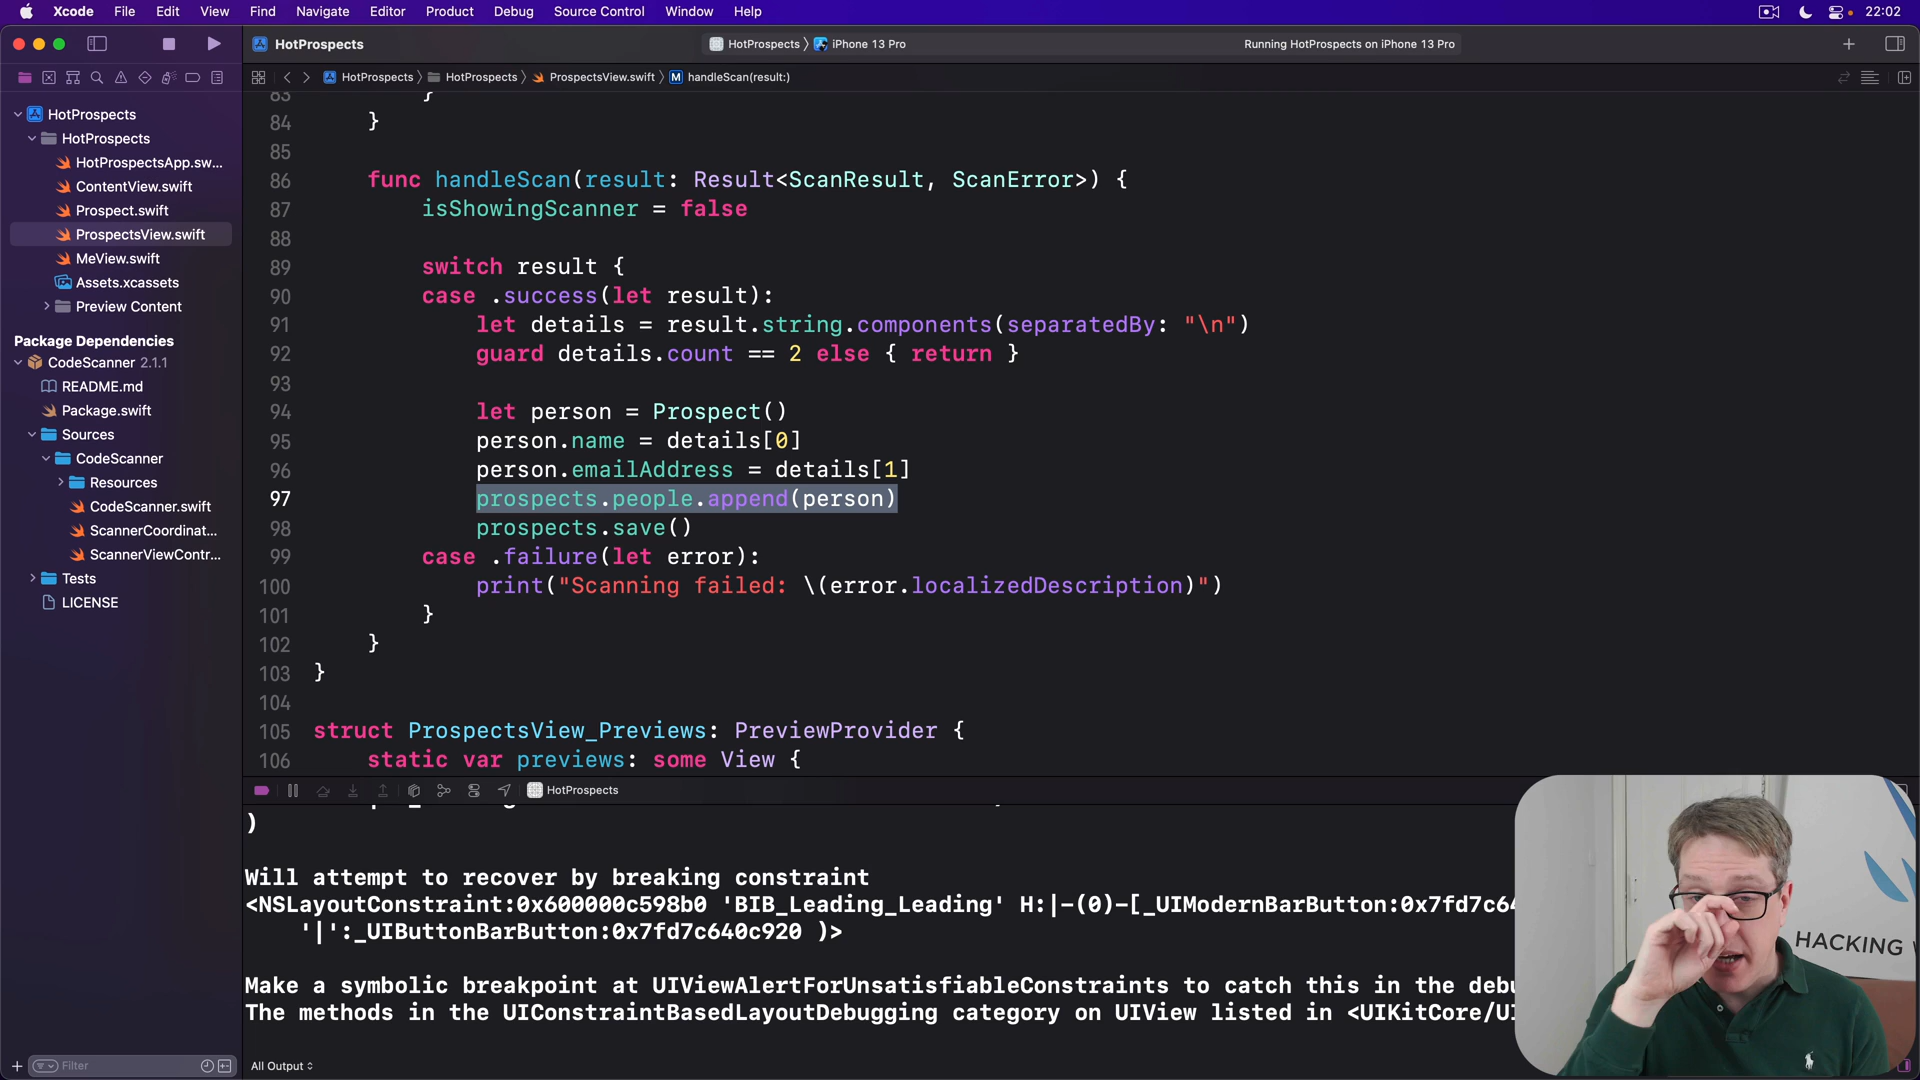 Xcode File Edit View Find Navigate Editor Product Debug Source Control Window Help 22:02
HotProspects
HotProspects iPhone 13 Pro
Running HotProspects on iPhone 13 Pro
HotProspects HotProspects ProspectsView.swift M handleScan(result:)
HotProspects
HotProspects
HotProspectsApp.sw...
ContentView.swift
Prospect.swift
ProspectsView.swift
MeView.swift
Assets.xcassets
Preview Content
Package Dependencies
CodeScanner 2.1.1
README.md
Package.swift
Sources
CodeScanner
Resources
CodeScanner.swift
ScannerCoordinat...
ScannerViewContr...
Tests
LICENSE
Filter
83 }
84 }
85
86 func handleScan(result: Result<ScanResult, ScanError>) {
87 isShowingScanner = false
88
89 switch result {
90 case .success(let result):
91 let details = result.string.components(separatedBy: "\n")
92 guard details.count == 2 else { return }
93
94 let person = Prospect()
95 person.name = details[0]
96 person.emailAddress = details[1]
97 prospects.people.append(person)
98 prospects.save()
99 case .failure(let error):
100 print("Scanning failed: \(error.localizedDescription)")
101 }
102 }
103 }
104
105 struct ProspectsView_Previews: PreviewProvider {
106 static var previews: some View {
HotProspects
)
Will attempt to recover by breaking constraint
<NSLayoutConstraint:0x600000c598b0 'BIB_Leading_Leading' H:|-(0)-[_UIModernBarButton:0x7fd7c64
'|':_UIButtonBarButton:0x7fd7c640c920 )>
Make a symbolic breakpoint at UIViewAlertForUnsatisfiableConstraints to catch this in the debu
The methods in the UIConstraintBasedLayoutDebugging category on UIView listed in <UIKitCore/UI
All Output
HACKING